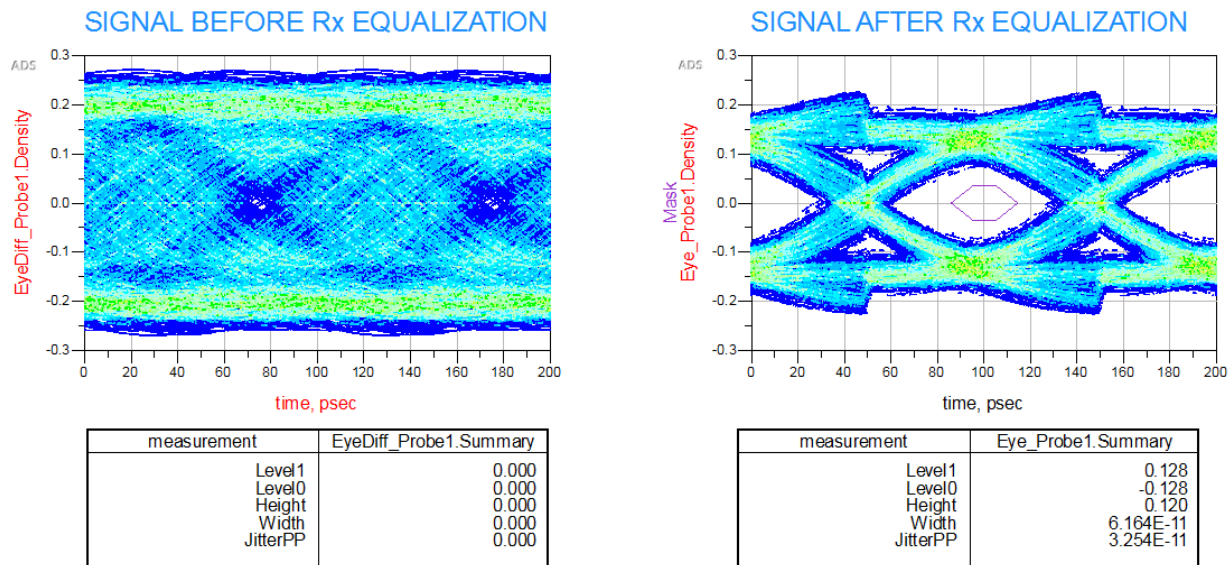 SIGNAL BEFORE Rx EQUALIZATION
ADS
EyeDiff_Probe1.Density
0.3
0.2
0.1
0.0
-0.1
-0.2
-0.3
0 20 40 60 80 100 120 140 160 180 200
time, psec
measurement EyeDiff_Probe1.Summary
Level1 0.000
Level0 0.000
Height 0.000
Width 0.000
JitterPP 0.000
SIGNAL AFTER Rx EQUALIZATION
ADS
Mask
Eye_Probe1.Density
0.3
0.2
0.1
0.0
-0.1
-0.2
-0.3
0 20 40 60 80 100 120 140 160 180 200
time, psec
measurement Eye_Probe1.Summary
Level1 0.128
Level0 -0.128
Height 0.120
Width 6.164E-11
JitterPP 3.254E-11